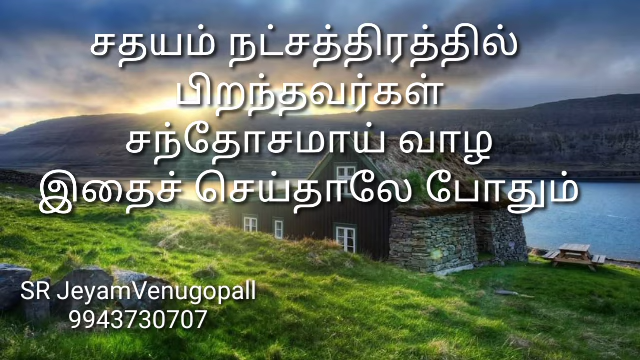 சதயம் நட்சத்திரத்தில்
பிறந்தவர்கள்
சந்தோசமாய் வாழ
இதைச் செய்தாலே போதும்
SR JeyamVenugopall
9943730707